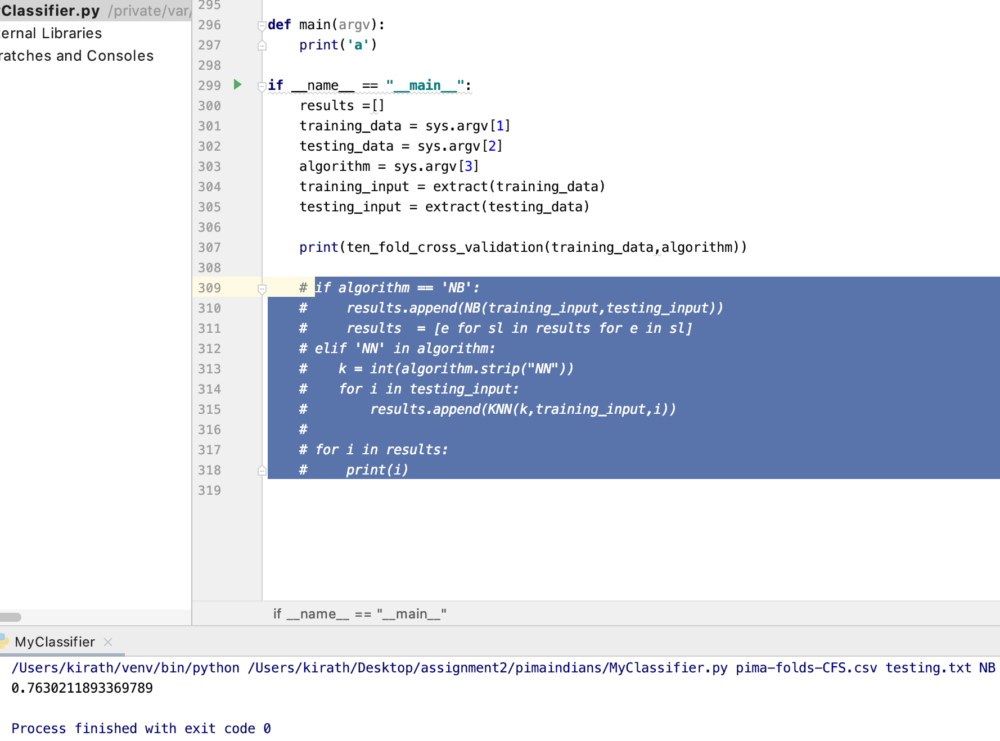 Classifier.py /private/var/
ernal Libraries
ratches and Consoles
295
296 def main(argv):
297     print('a')
298
299 if __name__ == "__main__":
300     results =[]
301     training_data = sys.argv[1]
302     testing_data = sys.argv[2]
303     algorithm = sys.argv[3]
304     training_input = extract(training_data)
305     testing_input = extract(testing_data)
306
307     print(ten_fold_cross_validation(training_data,algorithm))
308
309     # if algorithm == 'NB':
310     #     results.append(NB(training_input,testing_input))
311     #     results  = [e for sl in results for e in sl]
312     # elif 'NN' in algorithm:
313     #    k = int(algorithm.strip("NN"))
314     #    for i in testing_input:
315     #        results.append(KNN(k,training_input,i))
316     #
317     # for i in results:
318     #     print(i)
319
if __name__ == "__main__"
MyClassifier
/Users/kirath/venv/bin/python /Users/kirath/Desktop/assignment2/pimaindians/MyClassifier.py pima-folds-CFS.csv testing.txt NB
0.7630211893369789
Process finished with exit code 0